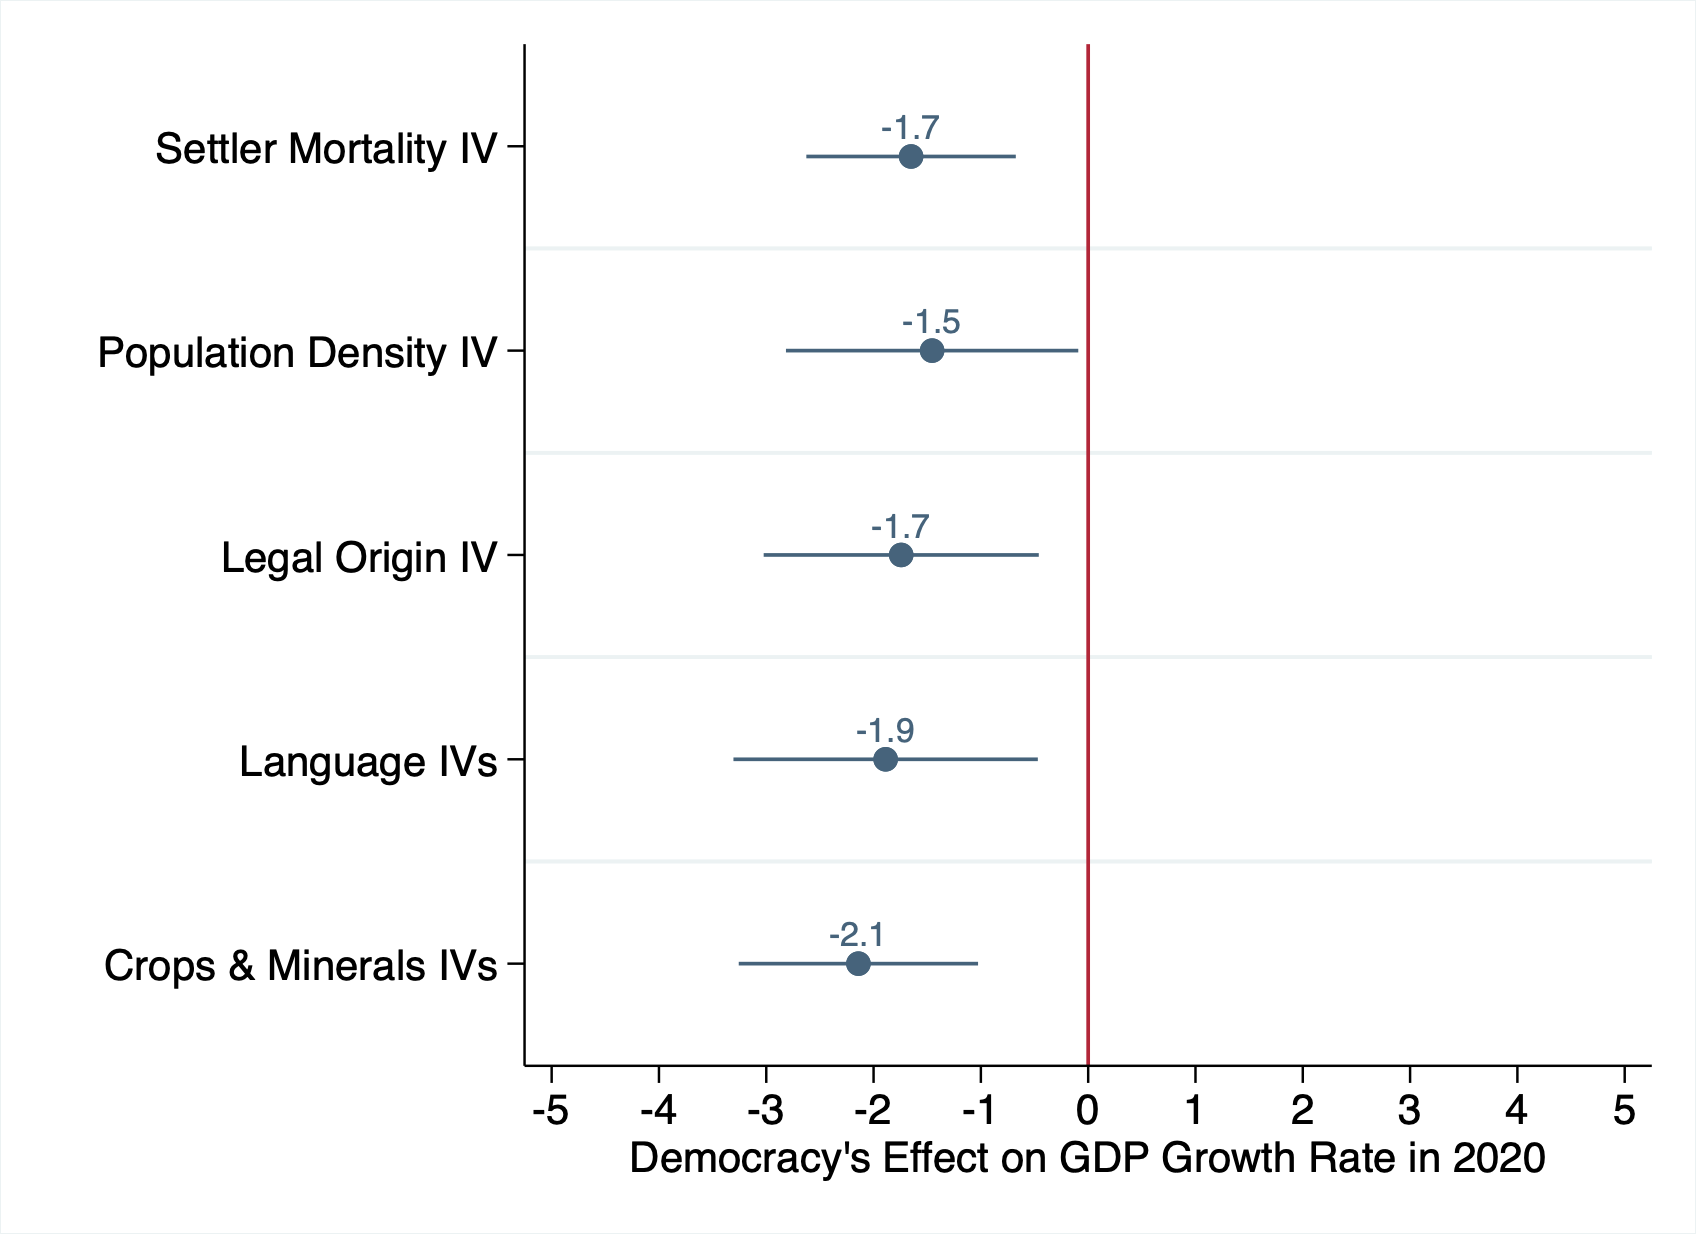 Settler Mortality IV
-1.7
Population Density IV
-1.5
Legal Origin IV
-1.7
Language IVs
-1.9
Crops & Minerals IVs
-2.1
-5 -4 -3 -2 -1 0 1 2 3 4 5
Democracy's Effect on GDP Growth Rate in 2020